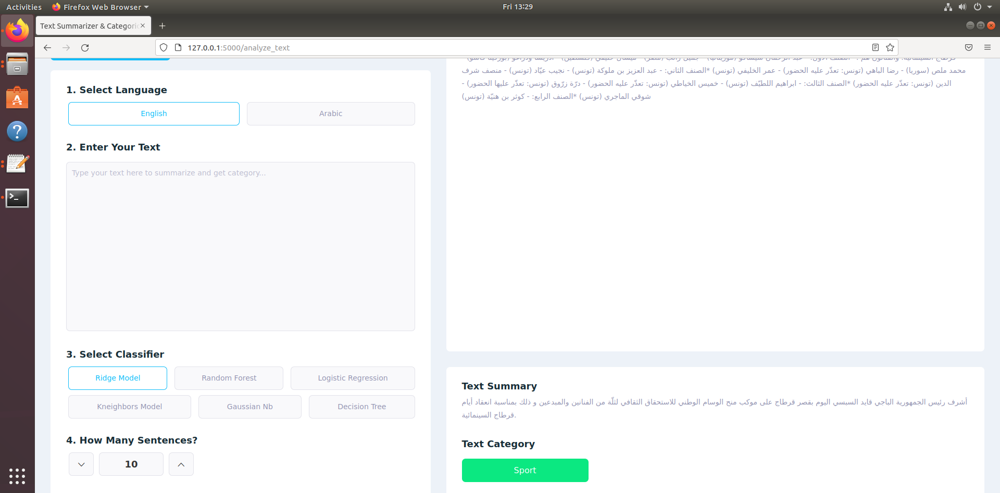 Activities
Firefox Web Browser
Fri 13:29
Text Summarizer & Categori
127.0.0.1:5000/analyze_text
1. Select Language
English
Arabic
2. Enter Your Text
Type your text here to summarize and get category...
3. Select Classifier
Ridge Model
Random Forest
Logistic Regression
Kneighbors Model
Gaussian Nb
Decision Tree
4. How Many Sentences?
10
محمد ملص (سوريا) - رضا الباهي (تونس: تعذّر عليه الحضور) - عمر الخليفي (تونس) *الصنف الثاني: - عبد العزيز بن ملوكة (تونس) - نجيب عيّاد (تونس) - منصف شرف
الدين (تونس: تعذّر عليه الحضور) *الصنف الثالث: - ابراهيم اللطيّف (تونس) - خميس الخياطي (تونس: تعذّر عليه الحضور) - درّة زرّوق (تونس: تعذّر عليها الحضور) -
شوقي الماجري (تونس) *الصنف الرابع: - كوثر بن هنيّة (تونس)
Text Summary
أشرف رئيس الجمهورية الباجي قايد السبسي اليوم بقصر قرطاج على موكب منح الوسام الوطني للاستحقاق الثقافي لثلّة من الفنانين والمبدعين و ذلك بمناسبة انعقاد أيام
قرطاج السينمائية.
Text Category
Sport